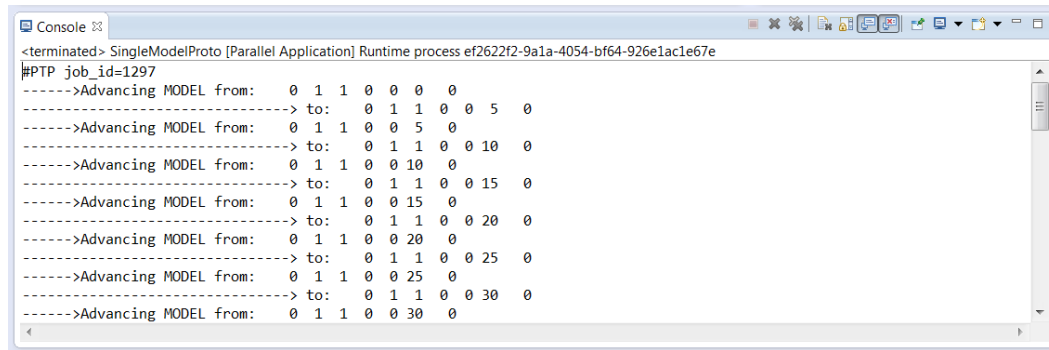 Console
<terminated> SingleModelProto [Parallel Application] Runtime process ef2622f2-9a1a-4054-bf64-926e1ac1e67e
#PTP job_id=1297
------>Advancing MODEL from:    0  1  1  0  0  0   0
--------------------------------> to:    0  1  1  0  0  5   0
------>Advancing MODEL from:    0  1  1  0  0  5   0
--------------------------------> to:    0  1  1  0  0 10   0
------>Advancing MODEL from:    0  1  1  0  0 10   0
--------------------------------> to:    0  1  1  0  0 15   0
------>Advancing MODEL from:    0  1  1  0  0 15   0
--------------------------------> to:    0  1  1  0  0 20   0
------>Advancing MODEL from:    0  1  1  0  0 20   0
--------------------------------> to:    0  1  1  0  0 25   0
------>Advancing MODEL from:    0  1  1  0  0 25   0
--------------------------------> to:    0  1  1  0  0 30   0
------>Advancing MODEL from:    0  1  1  0  0 30   0